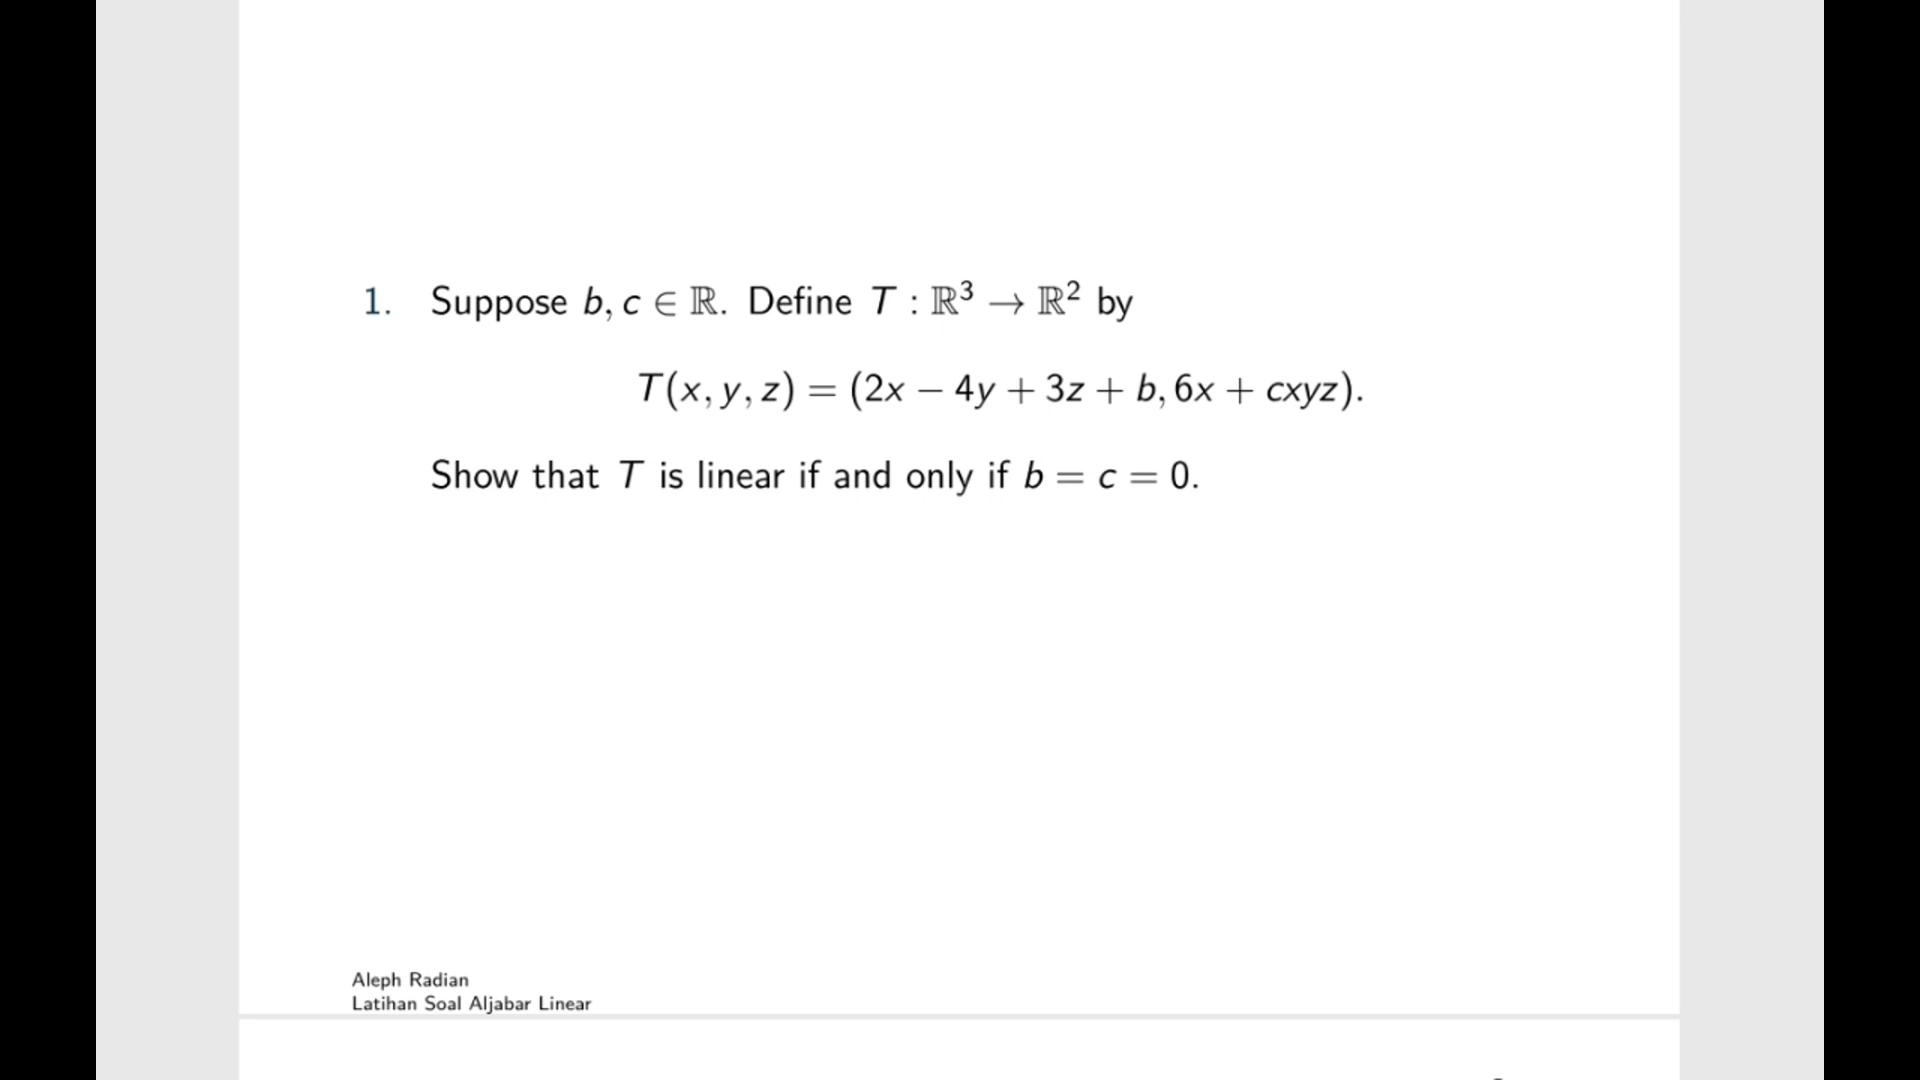 1. Suppose b, c ∈ ℝ. Define T : ℝ³ → ℝ² by
T(x, y, z) = (2x − 4y + 3z + b, 6x + cxyz).
Show that T is linear if and only if b = c = 0.
Aleph Radian
Latihan Soal Aljabar Linear